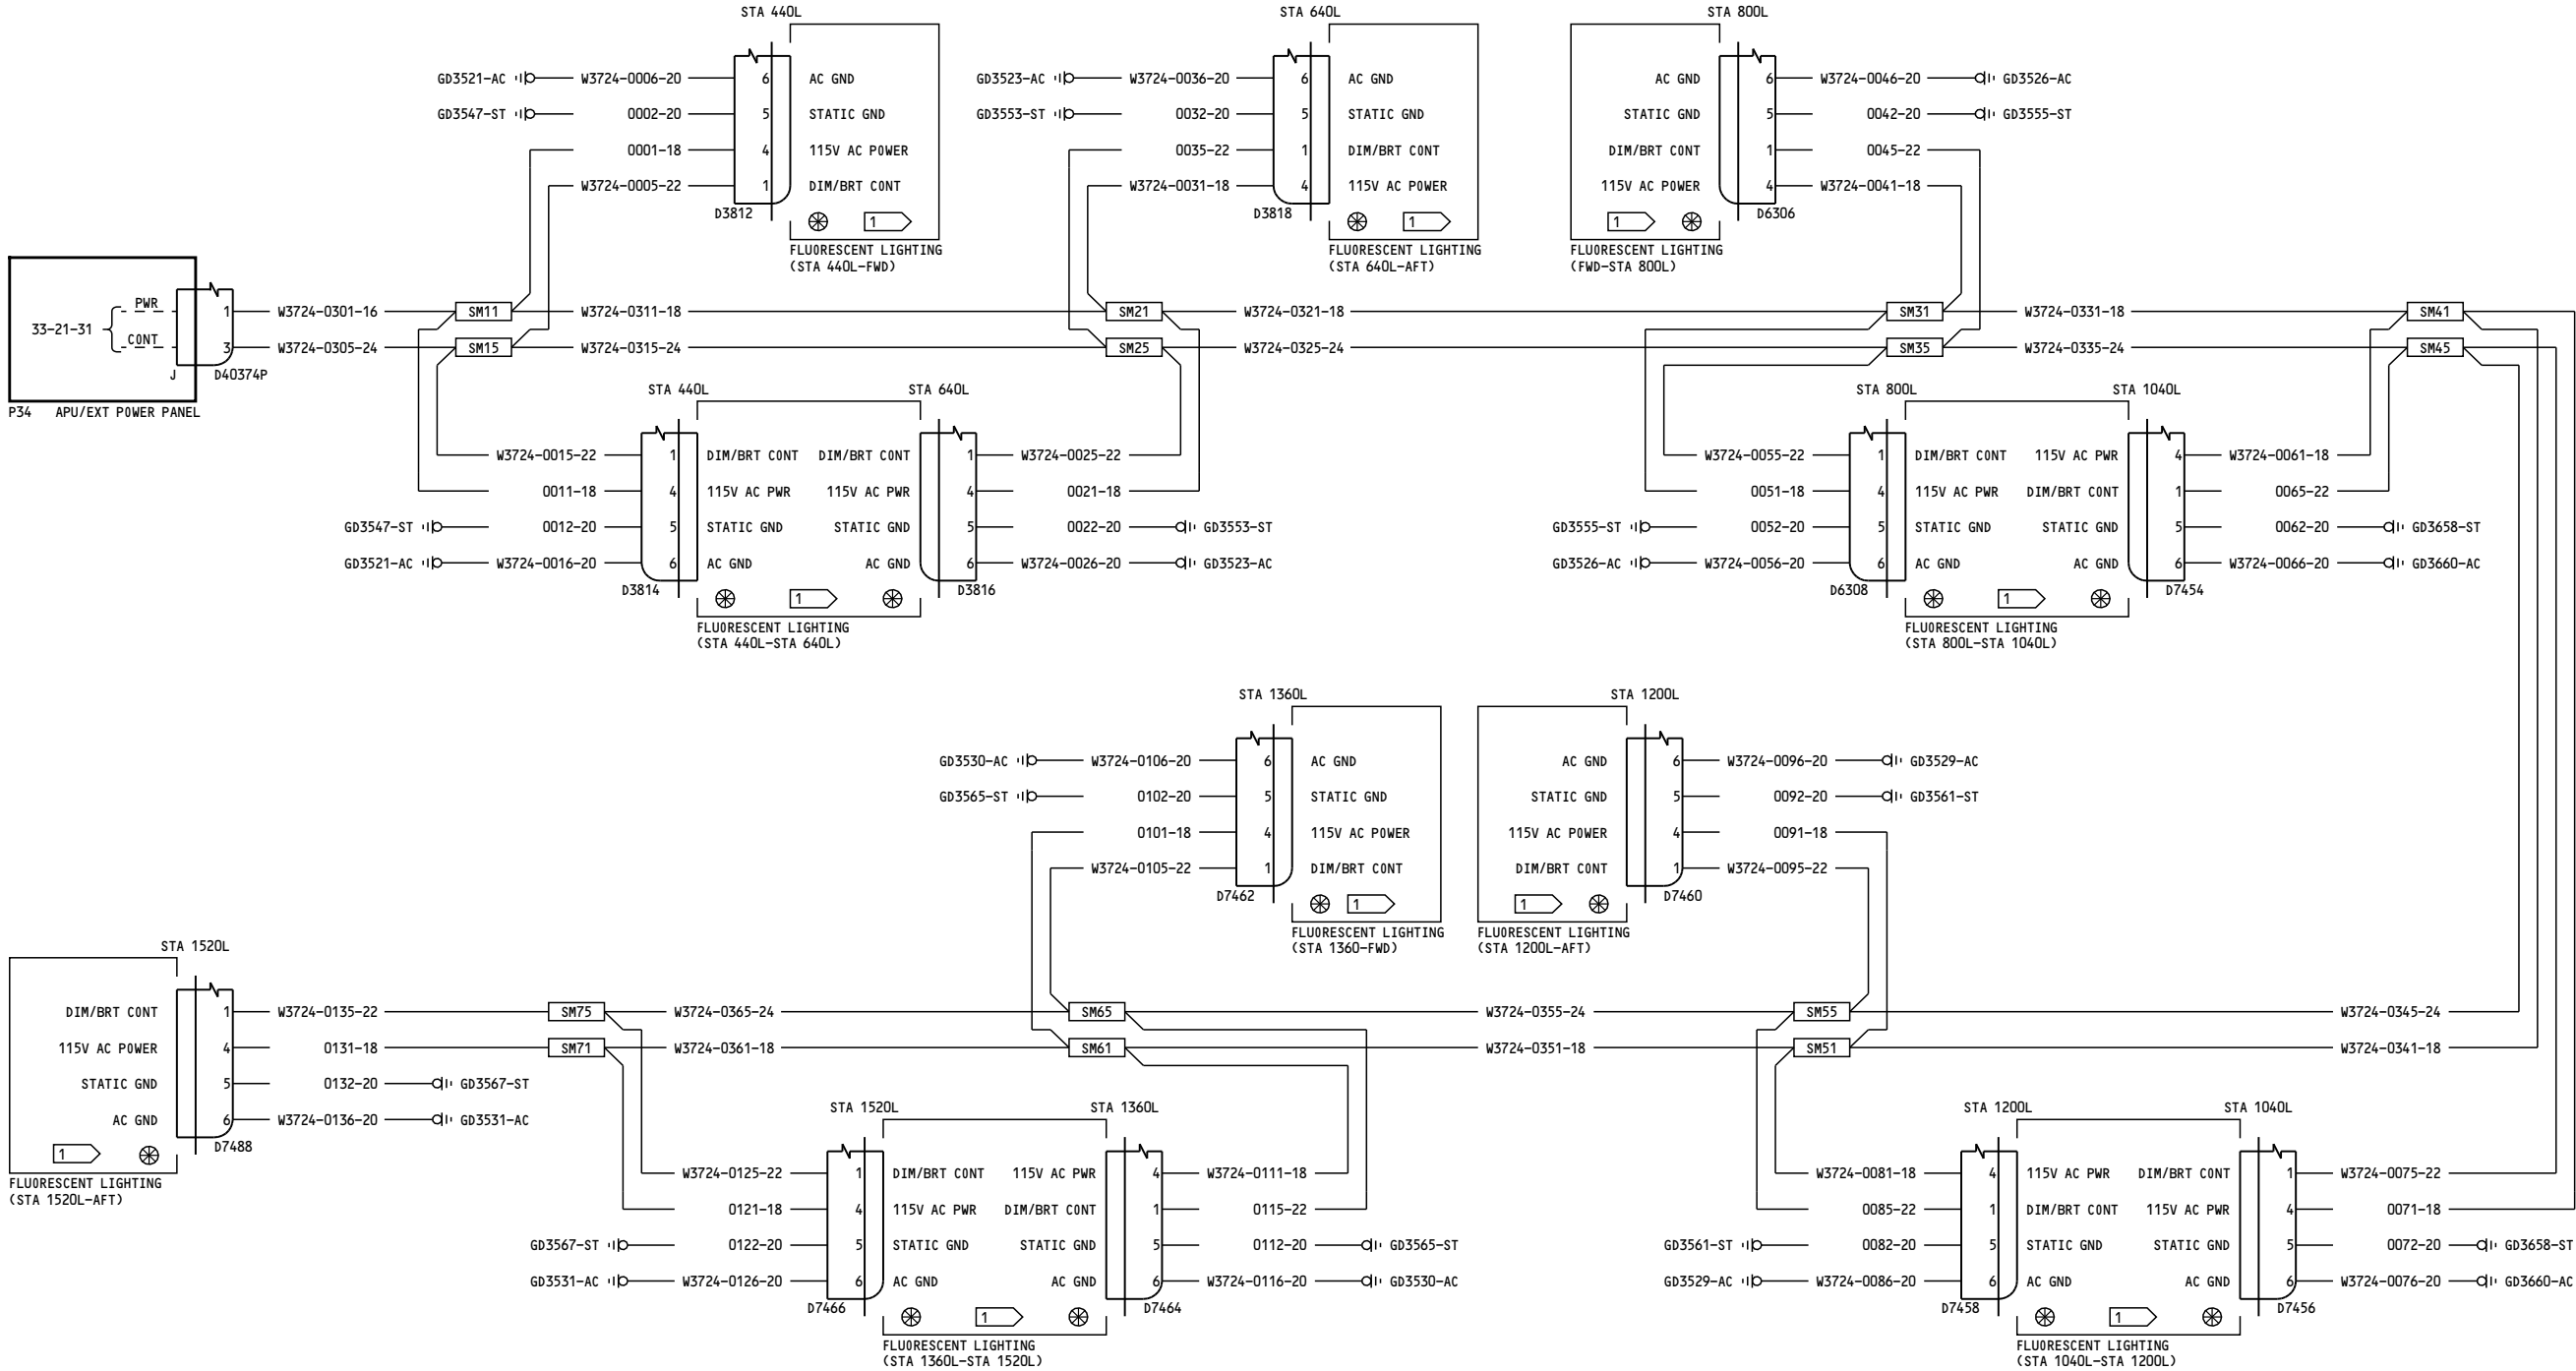 STA 440L
STA 640L
STA 800L
GD3521-AC W3724-0006-20 6 AC GND
GD3547-ST 0002-20 5 STATIC GND
0001-18 4 115V AC POWER
W3724-0005-22 1 DIM/BRT CONT
D3812
1
FLUORESCENT LIGHTING
(STA 440L-FWD)
GD3523-AC W3724-0036-20 6 AC GND
GD3553-ST 0032-20 5 STATIC GND
0035-22 1 DIM/BRT CONT
W3724-0031-18 4 115V AC POWER
D3818
1
FLUORESCENT LIGHTING
(STA 640L-AFT)
AC GND 6 W3724-0046-20 GD3526-AC
STATIC GND 5 0042-20 GD3555-ST
DIM/BRT CONT 1 0045-22
115V AC POWER 4 W3724-0041-18
1
D6306
FLUORESCENT LIGHTING
(FWD-STA 800L)
33-21-31
PWR 1 W3724-0301-16 SM11 W3724-0311-18 SM21 W3724-0321-18 SM31 W3724-0331-18 SM41
CONT 3 W3724-0305-24 SM15 W3724-0315-24 SM25 W3724-0325-24 SM35 W3724-0335-24 SM45
J D40374P
P34 APU/EXT POWER PANEL
STA 440L STA 640L
W3724-0015-22 1 DIM/BRT CONT DIM/BRT CONT 1 W3724-0025-22
0011-18 4 115V AC PWR 115V AC PWR 4 0021-18
GD3547-ST 0012-20 5 STATIC GND STATIC GND 5 0022-20 GD3553-ST
GD3521-AC W3724-0016-20 6 AC GND AC GND 6 W3724-0026-20 GD3523-AC
D3814 1 D3816
FLUORESCENT LIGHTING
(STA 440L-STA 640L)
STA 800L STA 1040L
W3724-0055-22 1 DIM/BRT CONT 115V AC PWR 4 W3724-0061-18
0051-18 4 115V AC PWR DIM/BRT CONT 1 0065-22
GD3555-ST 0052-20 5 STATIC GND STATIC GND 5 0062-20 GD3658-ST
GD3526-AC W3724-0056-20 6 AC GND AC GND 6 W3724-0066-20 GD3660-AC
D6308 1 D7454
FLUORESCENT LIGHTING
(STA 800L-STA 1040L)
STA 1360L
STA 1200L
GD3530-AC W3724-0106-20 6 AC GND
GD3565-ST 0102-20 5 STATIC GND
0101-18 4 115V AC POWER
W3724-0105-22 1 DIM/BRT CONT
D7462
1
FLUORESCENT LIGHTING
(STA 1360-FWD)
AC GND 6 W3724-0096-20 GD3529-AC
STATIC GND 5 0092-20 GD3561-ST
115V AC POWER 4 0091-18
DIM/BRT CONT 1 W3724-0095-22
1
D7460
FLUORESCENT LIGHTING
(STA 1200L-AFT)
STA 1520L
DIM/BRT CONT 1 W3724-0135-22 SM75 W3724-0365-24 SM65 W3724-0355-24 SM55 W3724-0345-24
115V AC POWER 4 0131-18 SM71 W3724-0361-18 SM61 W3724-0351-18 SM51 W3724-0341-18
STATIC GND 5 0132-20 GD3567-ST
AC GND 6 W3724-0136-20 GD3531-AC
1
D7488
FLUORESCENT LIGHTING
(STA 1520L-AFT)
STA 1520L STA 1360L
W3724-0125-22 1 DIM/BRT CONT 115V AC PWR 4 W3724-0111-18
0121-18 4 115V AC PWR DIM/BRT CONT 1 0115-22
GD3567-ST 0122-20 5 STATIC GND STATIC GND 5 0112-20 GD3565-ST
GD3531-AC W3724-0126-20 6 AC GND AC GND 6 W3724-0116-20 GD3530-AC
D7466 1 D7464
FLUORESCENT LIGHTING
(STA 1360L-STA 1520L)
STA 1200L STA 1040L
W3724-0081-18 4 115V AC PWR DIM/BRT CONT 1 W3724-0075-22
0085-22 1 DIM/BRT CONT 115V AC PWR 4 0071-18
GD3561-ST 0082-20 5 STATIC GND STATIC GND 5 0072-20 GD3658-ST
GD3529-AC W3724-0086-20 6 AC GND AC GND 6 W3724-0076-20 GD3660-AC
D7458 1 D7456
FLUORESCENT LIGHTING
(STA 1040L-STA 1200L)